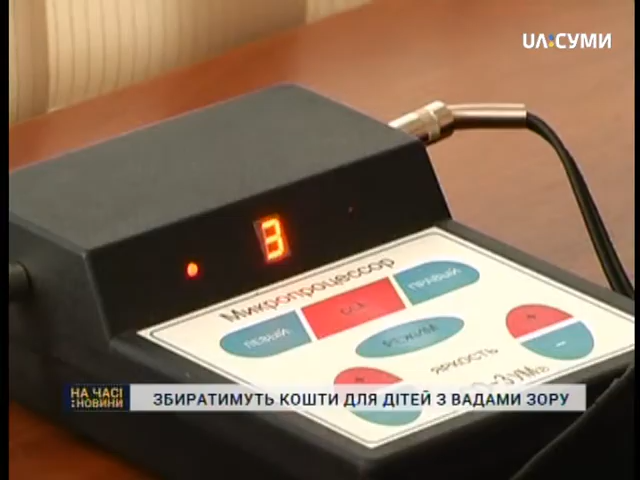 UA:СУМИ
3
Микропроцессор
ЛЕВЫЙ
ПРАВЫЙ
РЕЖИМ
ЯРКОСТЬ
+
−
+
НА ЧАСІ
:НОВИНИ
ЗБИРАТИМУТЬ КОШТИ ДЛЯ ДІТЕЙ З ВАДАМИ ЗОРУ